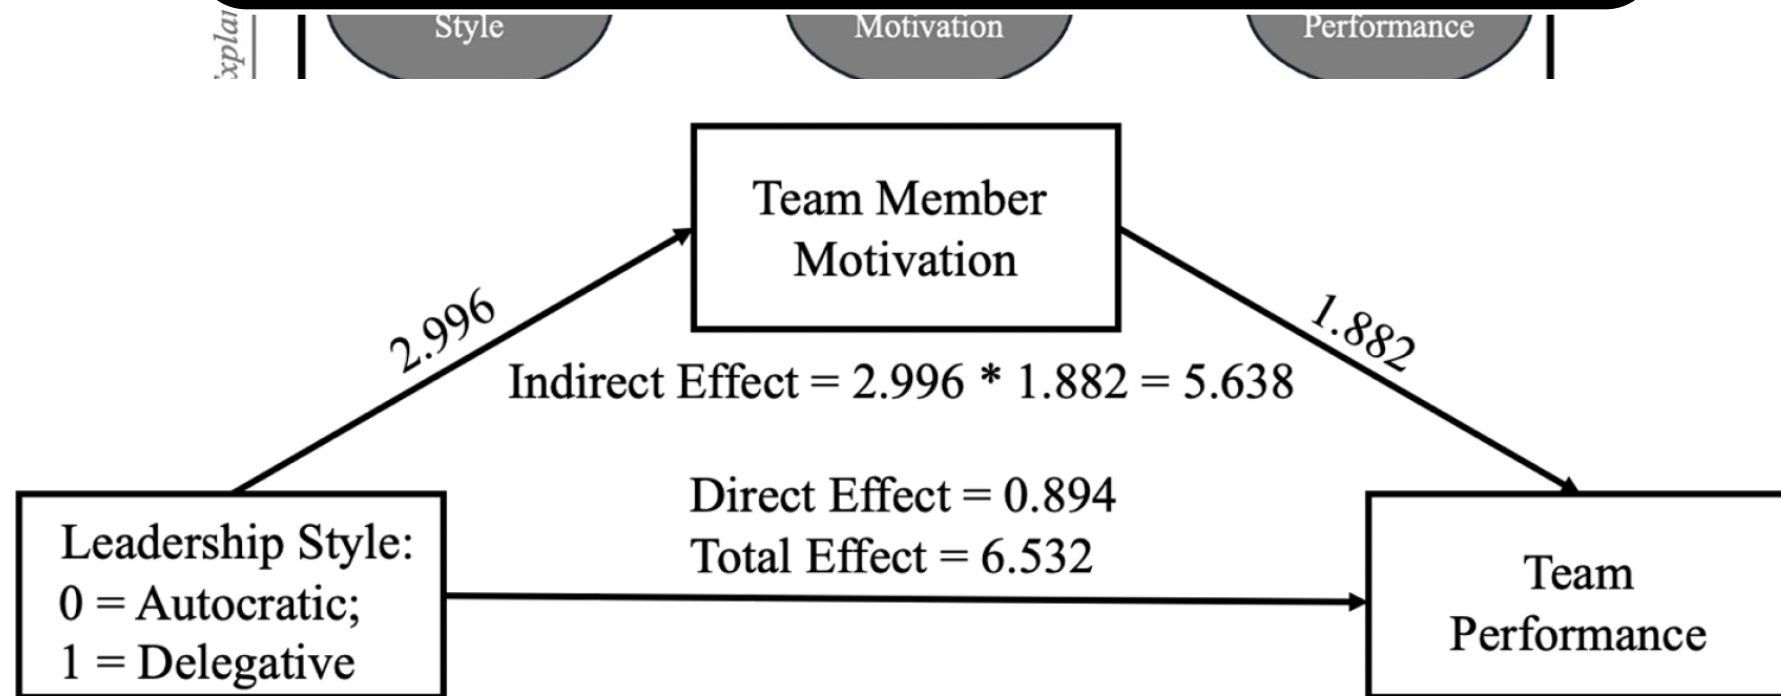 Style
Motivation
Performance
Team Member
Motivation
2.996
1.882
Indirect Effect = 2.996 * 1.882 = 5.638
Direct Effect = 0.894
Total Effect = 6.532
Leadership Style:
0 = Autocratic;
1 = Delegative
Team
Performance